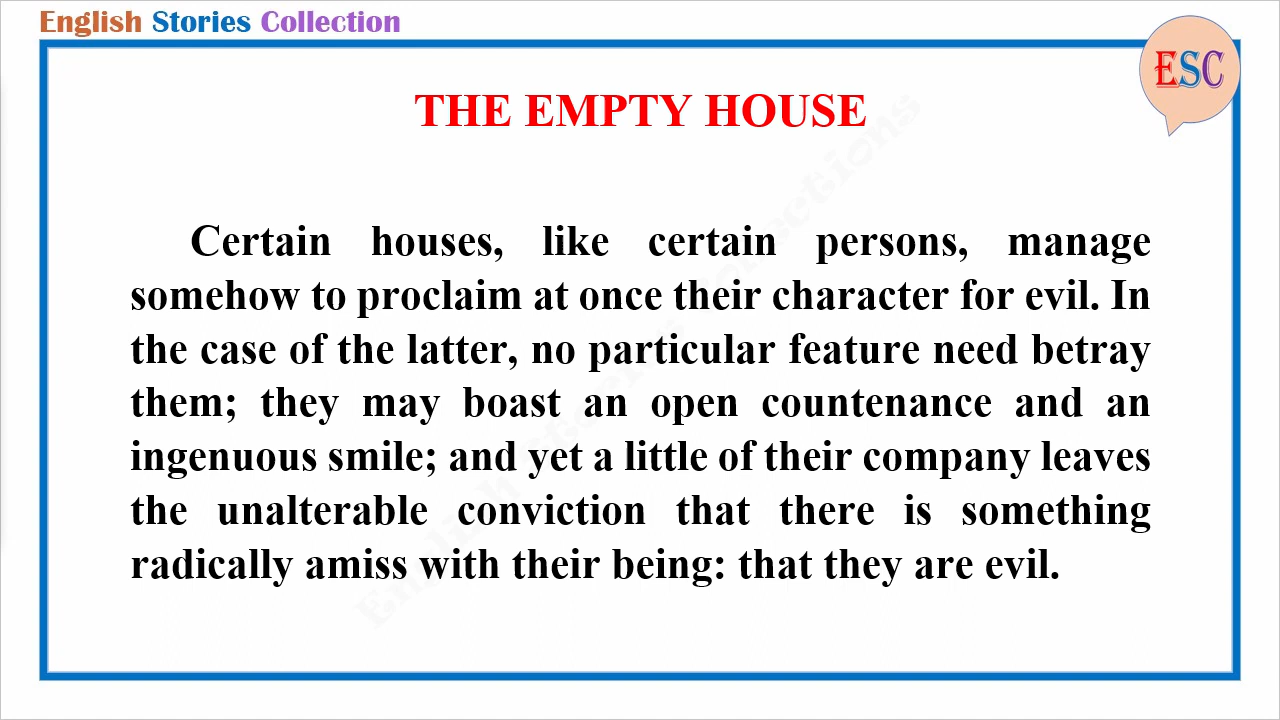 English Stories Collection
ESC
THE EMPTY HOUSE
Certain houses, like certain persons, manage
somehow to proclaim at once their character for evil. In
the case of the latter, no particular feature need betray
them; they may boast an open countenance and an
ingenuous smile; and yet a little of their company leaves
the unalterable conviction that there is something
radically amiss with their being: that they are evil.